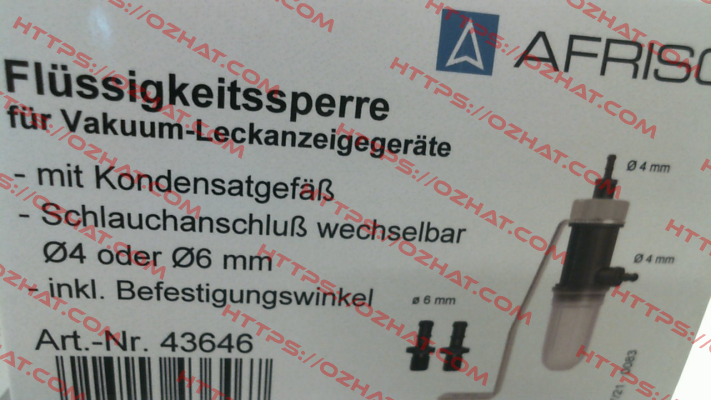 AFRISO
Flüssigkeitssperre
für Vakuum-Leckanzeigegeräte
- mit Kondensatgefäß
- Schlauchanschluß wechselbar
Ø4 oder Ø6 mm
- inkl. Befestigungswinkel
Art.-Nr. 43646
Ø 4 mm
Ø 4 mm
ø 6 mm
HTTPS://OZHAT.COM